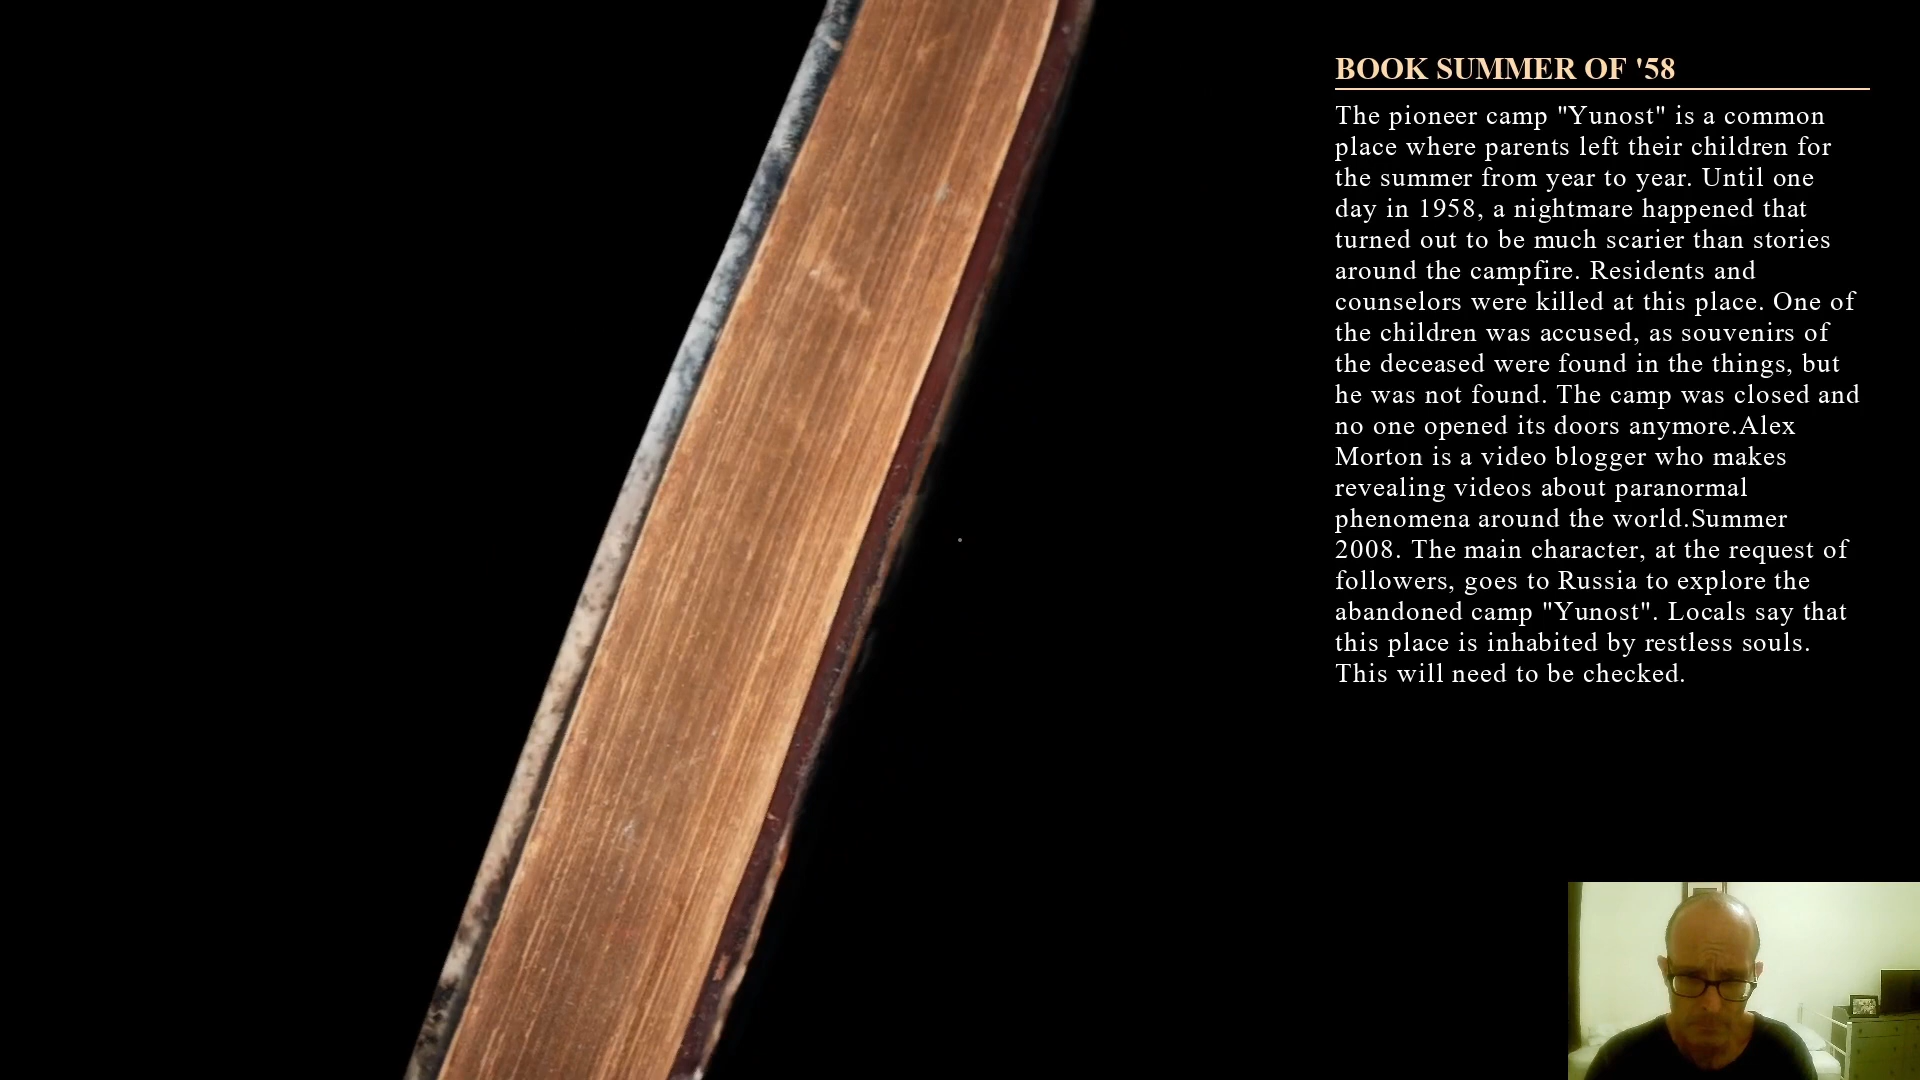 BOOK SUMMER OF '58
The pioneer camp "Yunost" is a common
place where parents left their children for
the summer from year to year. Until one
day in 1958, a nightmare happened that
turned out to be much scarier than stories
around the campfire. Residents and
counselors were killed at this place. One of
the children was accused, as souvenirs of
the deceased were found in the things, but
he was not found. The camp was closed and
no one opened its doors anymore.Alex
Morton is a video blogger who makes
revealing videos about paranormal
phenomena around the world.Summer
2008. The main character, at the request of
followers, goes to Russia to explore the
abandoned camp "Yunost". Locals say that
this place is inhabited by restless souls.
This will need to be checked.